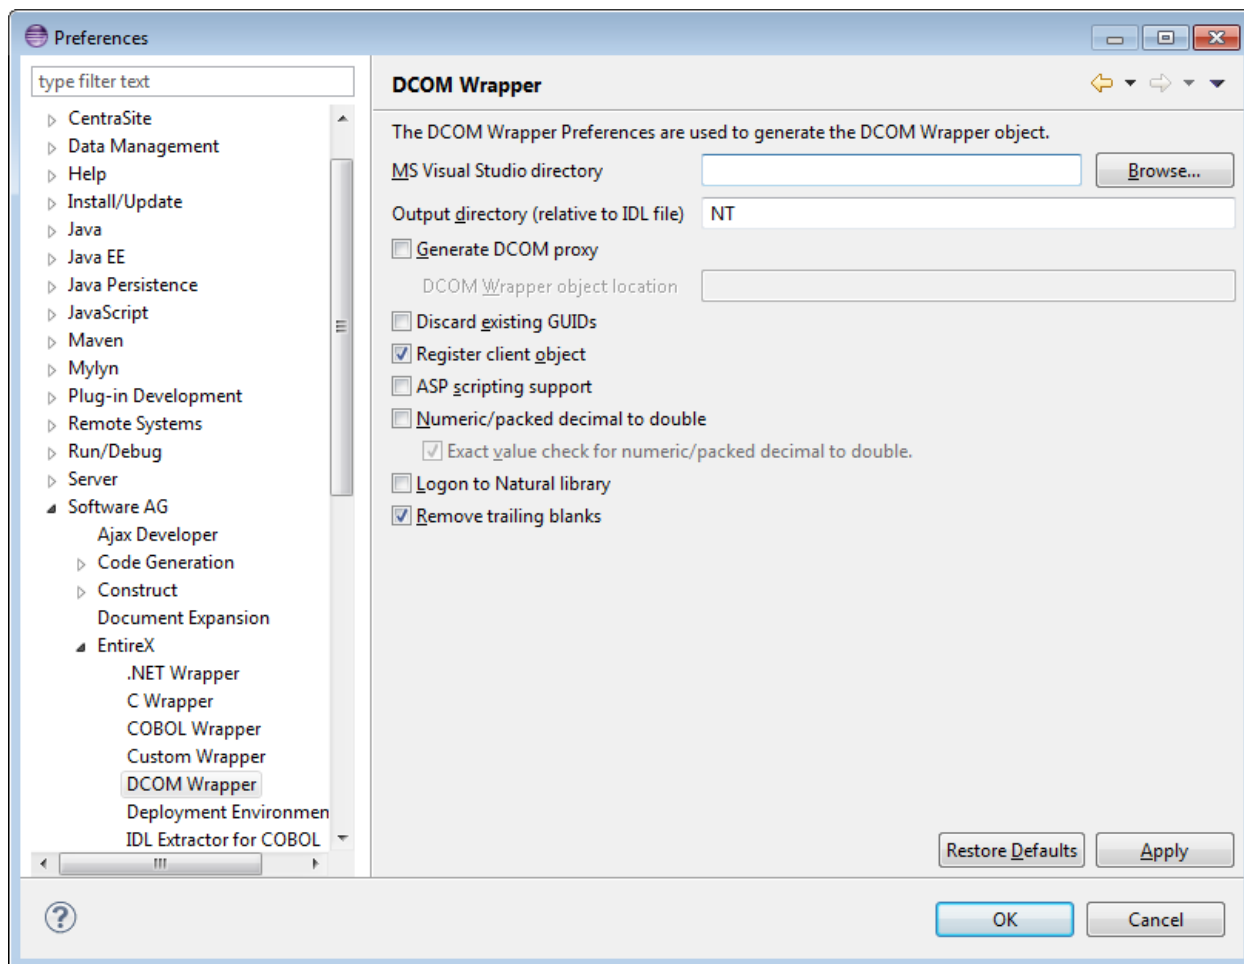 Preferences
type filter text
CentraSite
Data Management
Help
Install/Update
Java
Java EE
Java Persistence
JavaScript
Maven
Mylyn
Plug-in Development
Remote Systems
Run/Debug
Server
Software AG
Ajax Developer
Code Generation
Construct
Document Expansion
EntireX
.NET Wrapper
C Wrapper
COBOL Wrapper
Custom Wrapper
DCOM Wrapper
Deployment Environmen
IDL Extractor for COBOL
DCOM Wrapper
The DCOM Wrapper Preferences are used to generate the DCOM Wrapper object.
MS Visual Studio directory
Browse...
Output directory (relative to IDL file) NT
Generate DCOM proxy
DCOM Wrapper object location
Discard existing GUIDs
Register client object
ASP scripting support
Numeric/packed decimal to double
Exact value check for numeric/packed decimal to double.
Logon to Natural library
Remove trailing blanks
Restore Defaults
Apply
?
OK
Cancel